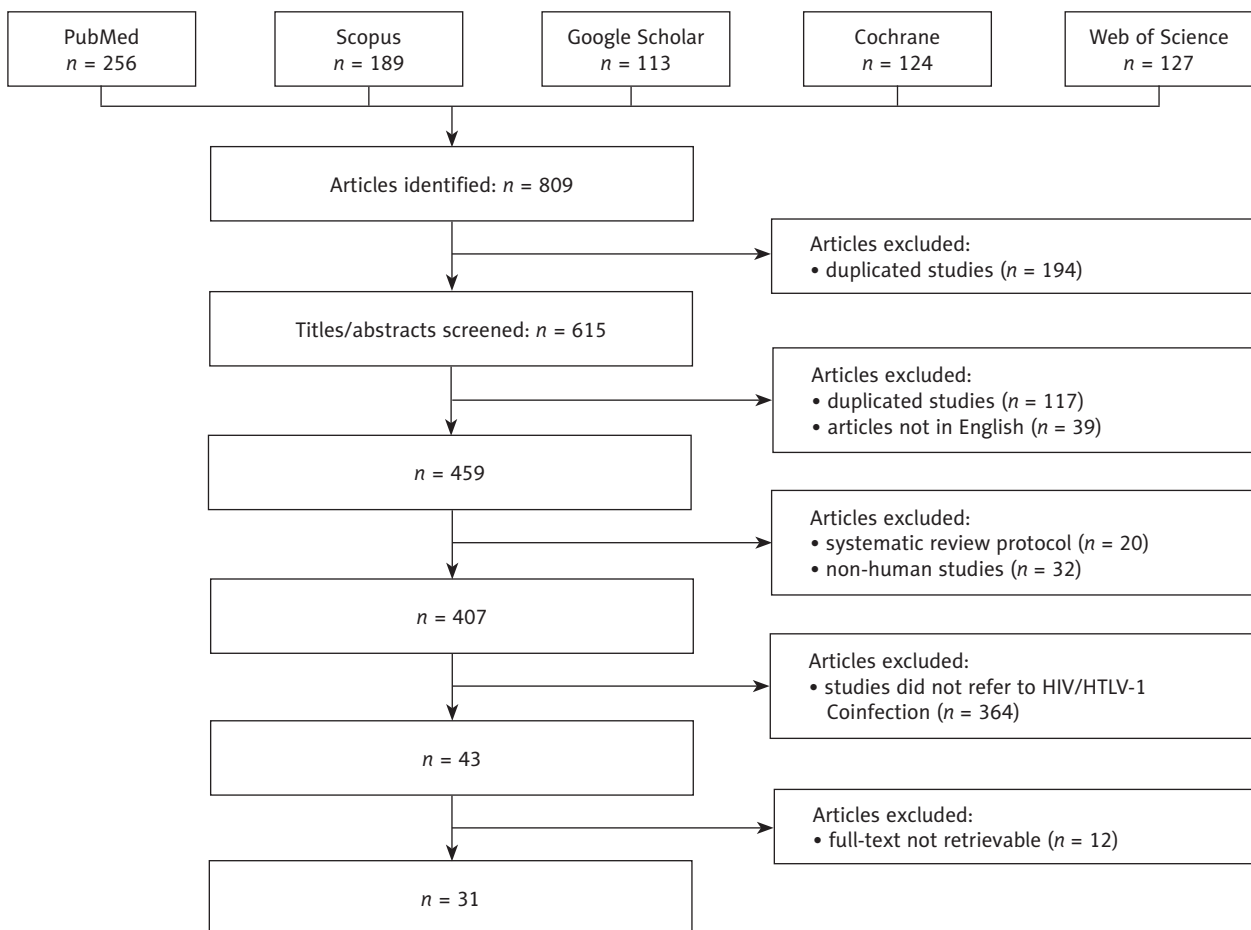 PubMed
n = 256
Scopus
n = 189
Google Scholar
n = 113
Cochrane
n = 124
Web of Science
n = 127
Articles identified: n = 809
Articles excluded:
• duplicated studies (n = 194)
Titles/abstracts screened: n = 615
Articles excluded:
• duplicated studies (n = 117)
• articles not in English (n = 39)
n = 459
Articles excluded:
• systematic review protocol (n = 20)
• non-human studies (n = 32)
n = 407
Articles excluded:
• studies did not refer to HIV/HTLV-1
Coinfection (n = 364)
n = 43
Articles excluded:
• full-text not retrievable (n = 12)
n = 31